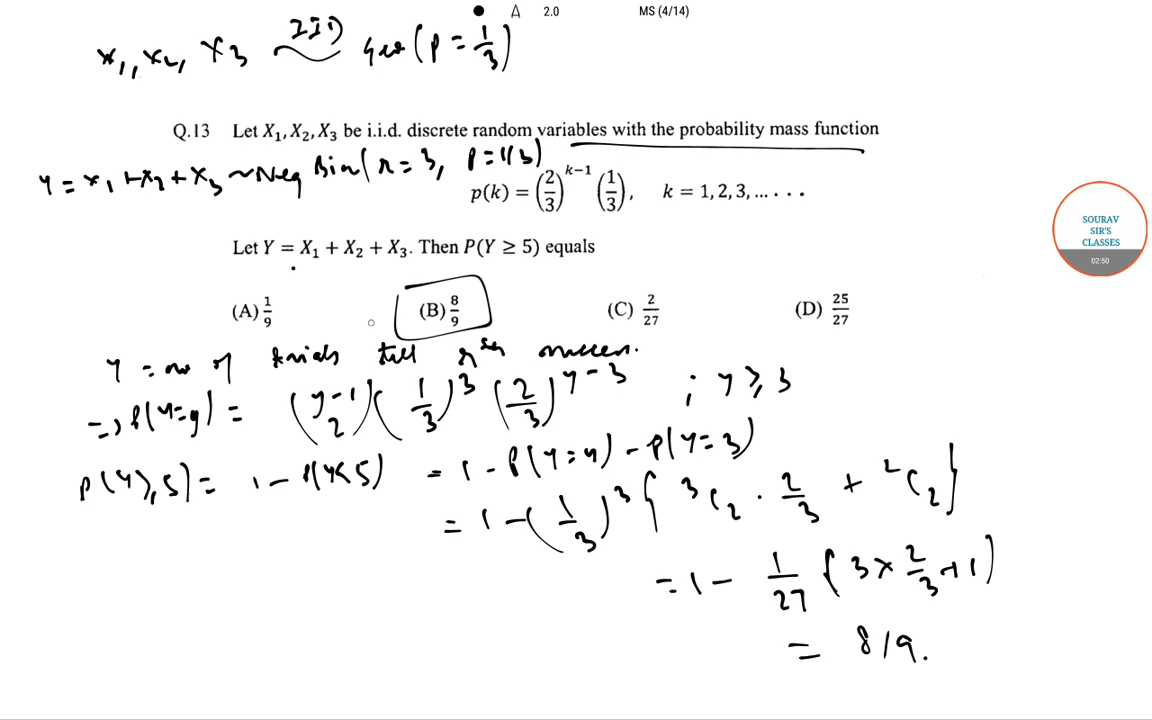 Δ 2.0 MS (4/14)
x₁, x₂, x₃ IID ~ Geo(p = 1/3)
Q.13 Let X₁, X₂, X₃ be i.i.d. discrete random variables with the probability mass function
Y = x₁ + x₂ + x₃ ~ Neg Bin(r = 3, p = 1/3)
p(k) = (2/3)^(k−1) (1/3), k = 1, 2, 3, … . . .
SOURAV
SIR'S
CLASSES
02:50
Let Y = X₁ + X₂ + X₃. Then P(Y ≥ 5) equals
(A) 1/9 (B) 8/9 (C) 2/27 (D) 25/27
Y = no of trials till rth success.
=> P(Y=y) = (y−1 2) (1/3)^3 (2/3)^(y−3) ; y ≥ 3
P(Y ≥ 5) = 1 − P(Y < 5) = 1 − P(Y = 4) − P(Y = 3)
= 1 − (1/3)^3 { ³C₂ · 2/3 + ²C₂ }
= 1 − 1/27 (3 × 2/3 + 1)
= 8/9.